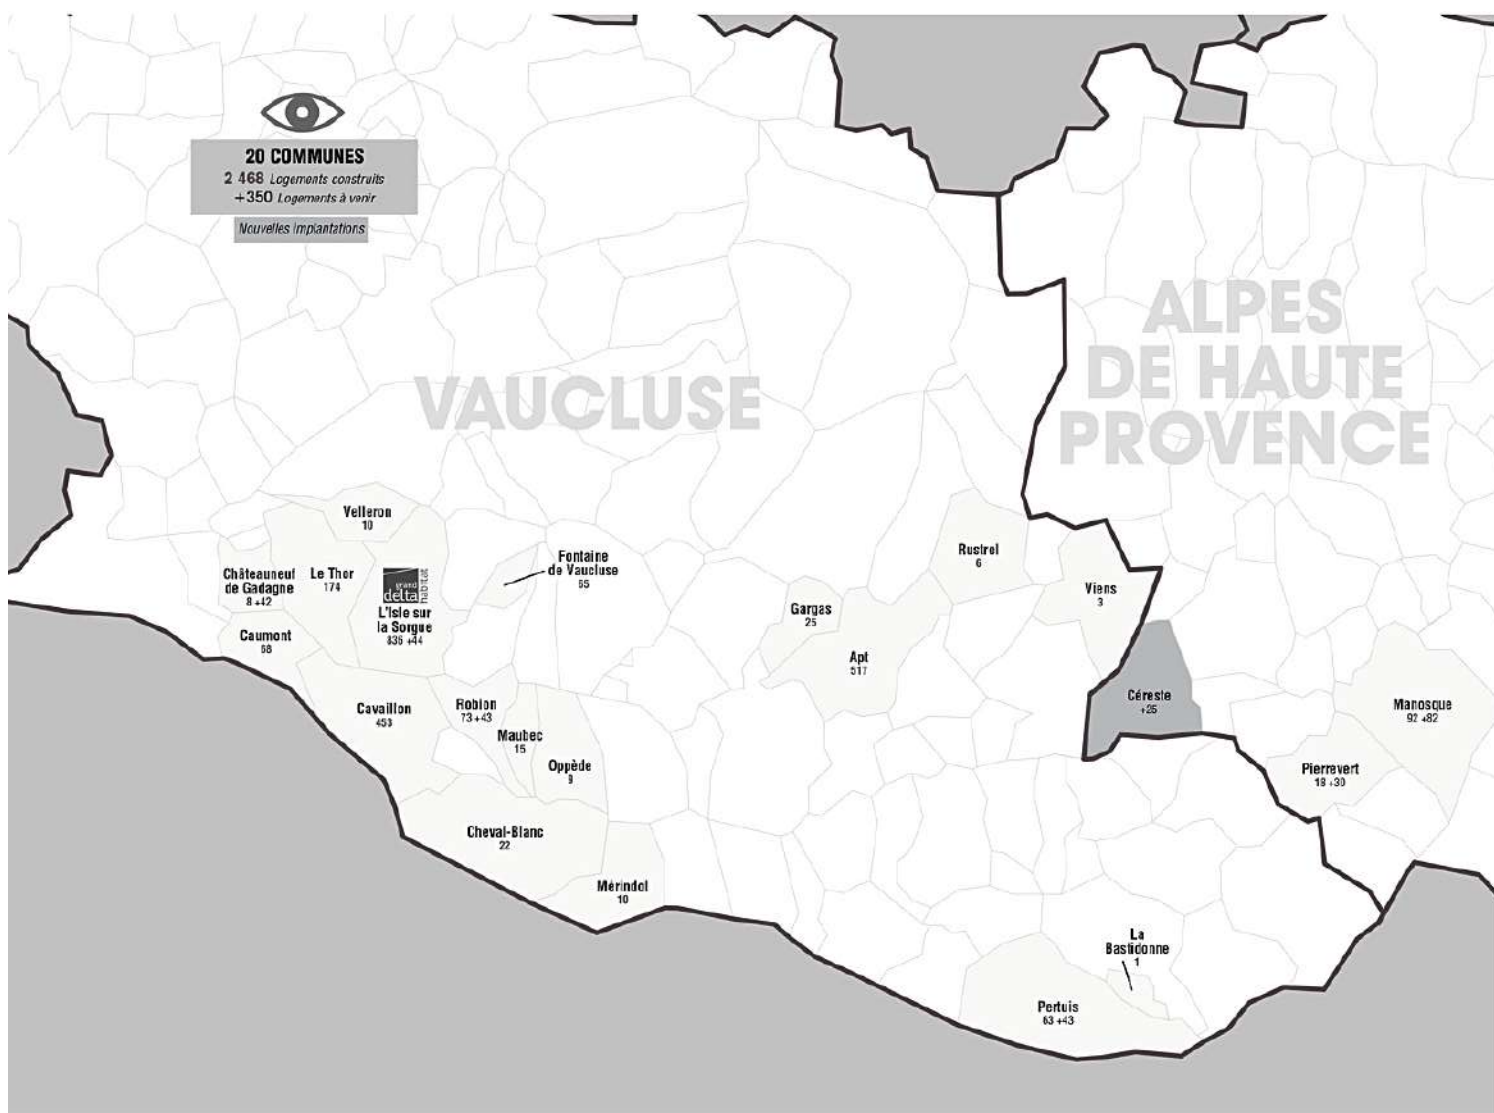 20 COMMUNES
2 468 Logements construits
+350 Logements à venir
Nouvelles implantations
ALPES
DE HAUTE
PROVENCE
VAUCLUSE
Velleron
10
Châteauneuf
de Gadagne
8 +42
Le Thor
174
grand
delta
habitat
L'Isle sur
la Sorgue
836 +44
Fontaine
de Vaucluse
65
Caumont
68
Rustrel
6
Viens
3
Gargas
25
Apt
517
Cavaillon
453
Robion
73 +43
Maubec
15
Oppède
9
Céreste
+25
Manosque
92 +82
Pierrevert
18 +30
Cheval-Blanc
22
Mérindol
10
La
Bastidonne
1
Pertuis
63 +43